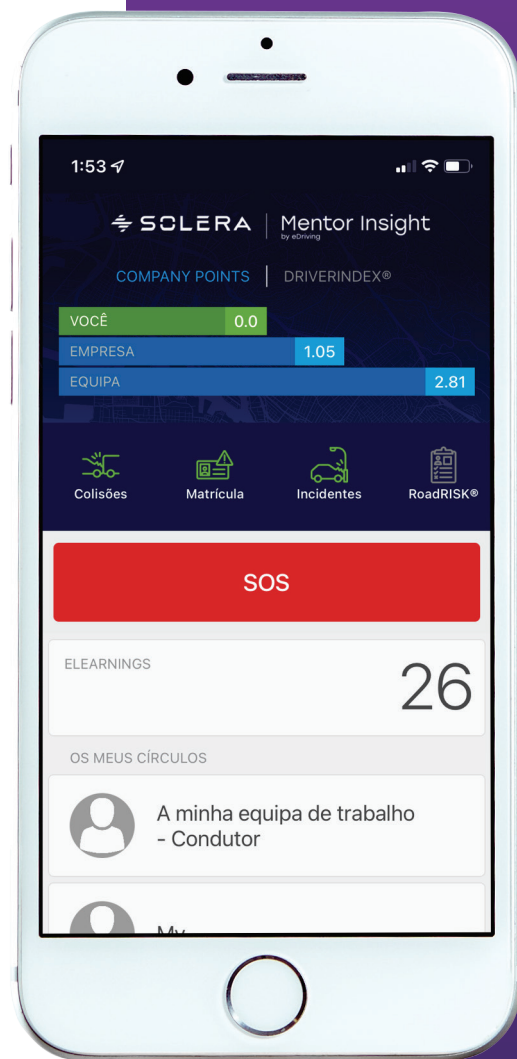 1:53
SOLERA | Mentor Insight
by eDriving
COMPANY POINTS | DRIVERINDEX®
VOCÊ 0.0
EMPRESA 1.05
EQUIPA 2.81
Colisões Matrícula Incidentes RoadRISK®
SOS
ELEARNINGS
26
OS MEUS CÍRCULOS
A minha equipa de trabalho
- Condutor